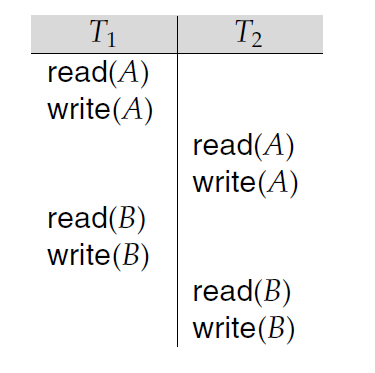 T₁ T₂
read(A)
write(A)
read(A)
write(A)
read(B)
write(B)
read(B)
write(B)